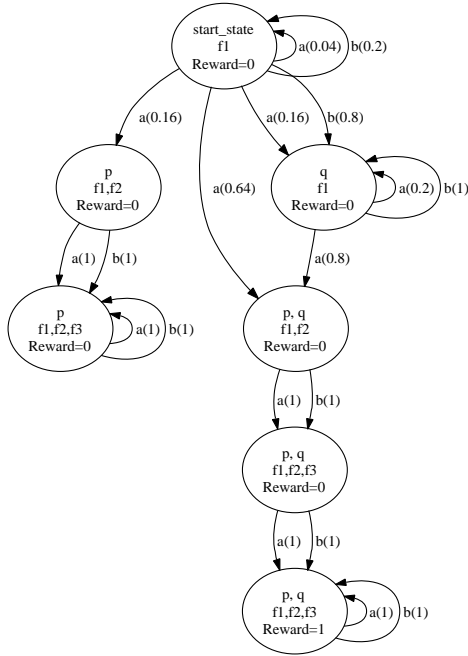 start_state
f1
Reward=0
a(0.04)
b(0.2)
a(0.16)
a(0.64)
a(0.16)
b(0.8)
p
f1,f2
Reward=0
q
f1
Reward=0
a(0.2)
b(1)
a(1)
b(1)
a(0.8)
p
f1,f2,f3
Reward=0
a(1)
b(1)
p, q
f1,f2
Reward=0
a(1)
b(1)
p, q
f1,f2,f3
Reward=0
a(1)
b(1)
p, q
f1,f2,f3
Reward=1
a(1)
b(1)